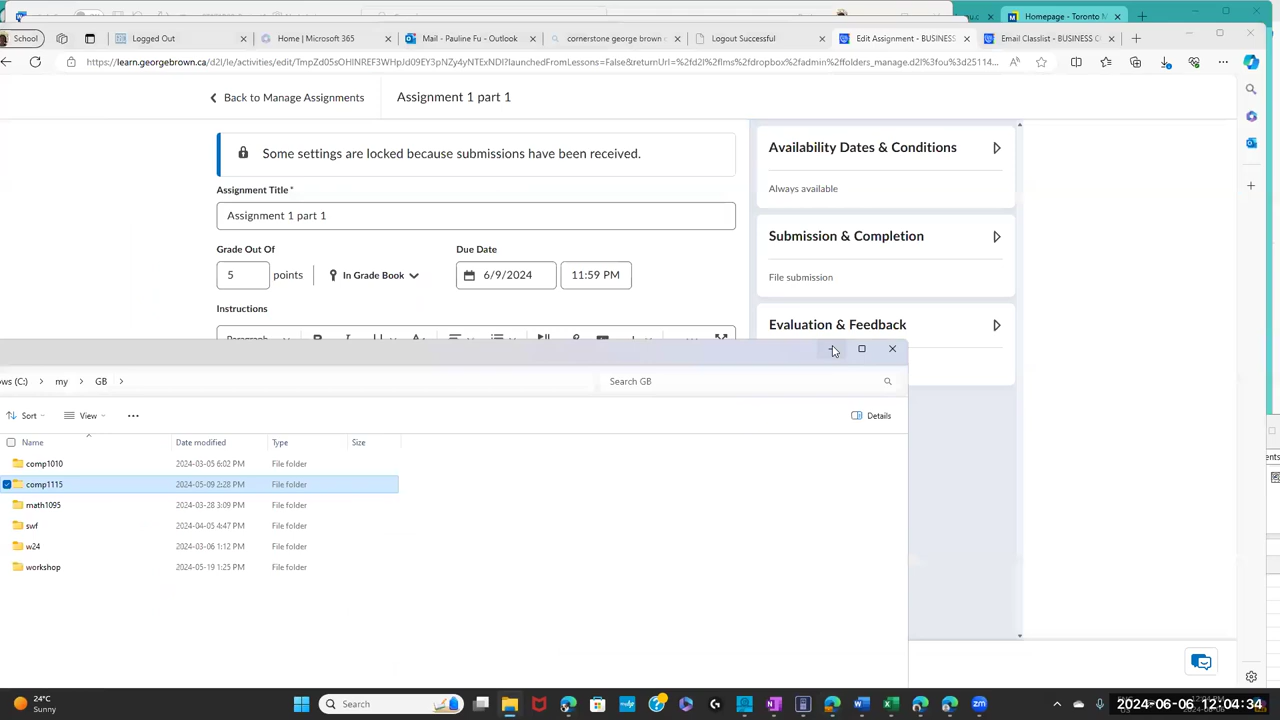 Homepage - Toronto M
School
Logged Out
Home | Microsoft 365
Mail - Pauline Fu - Outlook
cornerstone george brown c
Logout Successful
Edit Assignment - BUSINESS
Email Classlist - BUSINESS C
https://learn.georgebrown.ca/d2l/le/activities/edit/TmpZd05sOHlNREF3WHpJd09EY3pNZy4yNTExNDI?launchedFromLessons=False&returnUrl=%2fd2l%2flms%2fdropbox%2fadmin%2ffolders_manage.d2l%3fou%3d25114...
Back to Manage Assignments
Assignment 1 part 1
Some settings are locked because submissions have been received.
Assignment Title *
Assignment 1 part 1
Grade Out Of
Due Date
5 points
In Grade Book
6/9/2024
11:59 PM
Instructions
Availability Dates & Conditions
Always available
Submission & Completion
File submission
Evaluation & Feedback
ws (C:) > my > GB >
Search GB
Sort
View
Details
Name
Date modified
Type
Size
comp1010 2024-03-05 6:02 PM File folder
comp1115 2024-05-09 2:28 PM File folder
math1095 2024-03-28 3:09 PM File folder
swf 2024-04-05 4:47 PM File folder
w24 2024-03-06 1:12 PM File folder
workshop 2024-05-19 1:25 PM File folder
24°C
Sunny
Search
2024-06-06 12:04:34